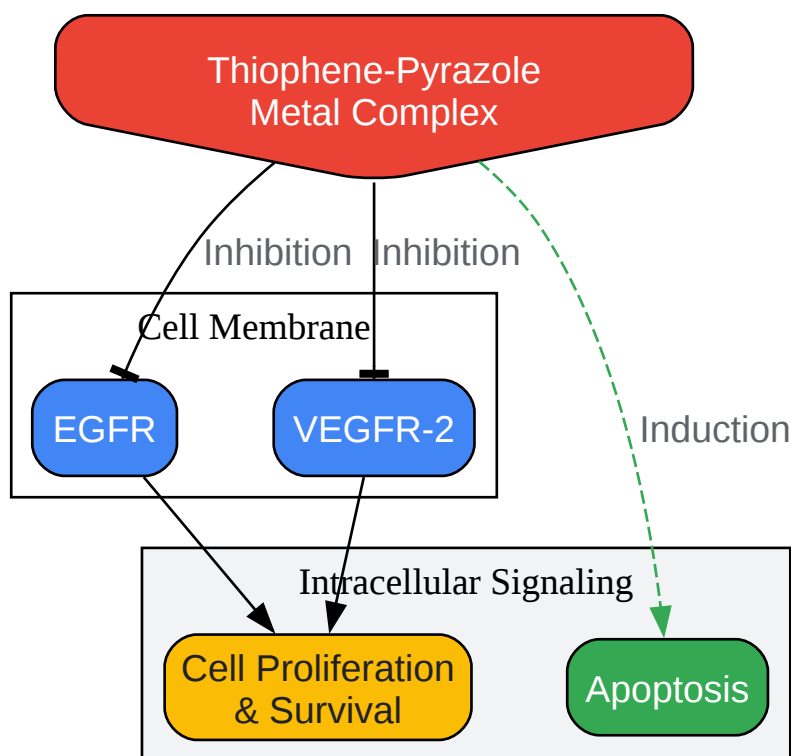 Thiophene-Pyrazole
Metal Complex
Inhibition
Inhibition
Cell Membrane
EGFR
VEGFR-2
Induction
Intracellular Signaling
Cell Proliferation
& Survival
Apoptosis